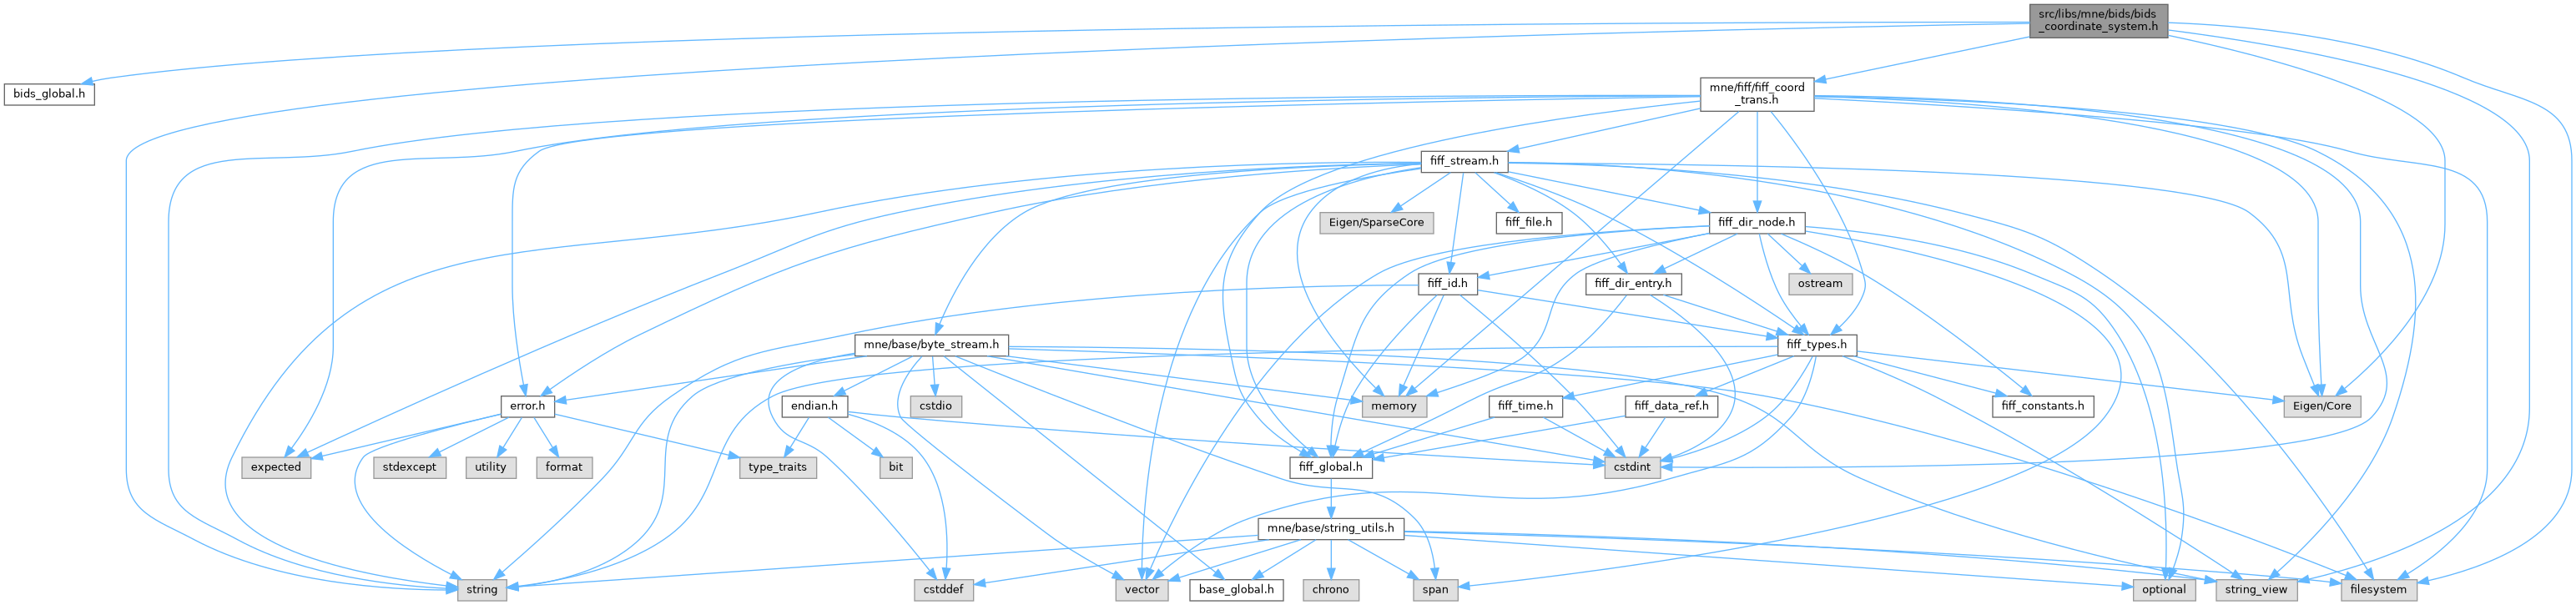 src/libs/mne/bids/bids
_coordinate_system.h
bids_global.h
mne/fiff/fiff_coord
_trans.h
fiff_stream.h
Eigen/SparseCore
fiff_file.h
fiff_dir_node.h
fiff_id.h
fiff_dir_entry.h
ostream
mne/base/byte_stream.h
fiff_types.h
error.h
endian.h
cstdio
memory
fiff_time.h
fiff_data_ref.h
Eigen/Core
fiff_constants.h
expected
stdexcept
utility
format
type_traits
bit
fiff_global.h
cstdint
mne/base/string_utils.h
string
cstddef
vector
base_global.h
chrono
span
optional
string_view
filesystem